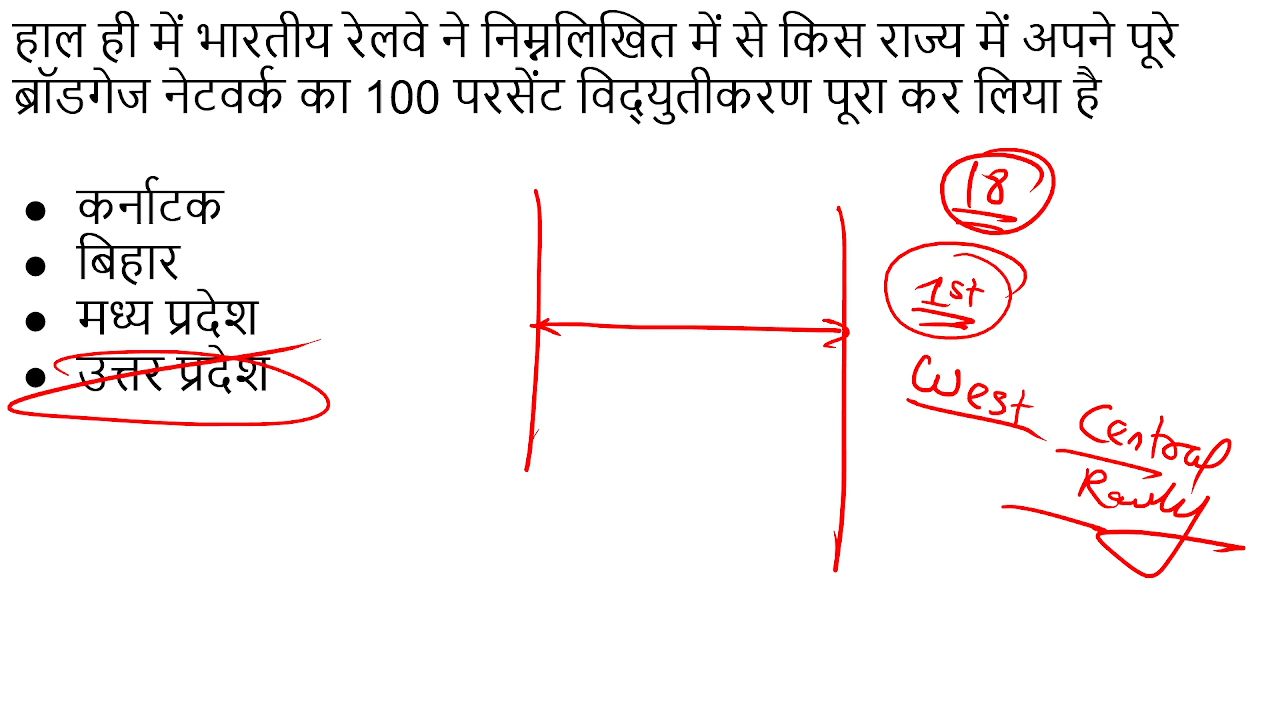 हाल ही में भारतीय रेलवे ने निम्नलिखित में से किस राज्य में अपने पूरे
ब्रॉडगेज नेटवर्क का 100 परसेंट विद्युतीकरण पूरा कर लिया है
● कर्नाटक
● बिहार
● मध्य प्रदेश
● उत्तर प्रदेश
18
1st
West
Central